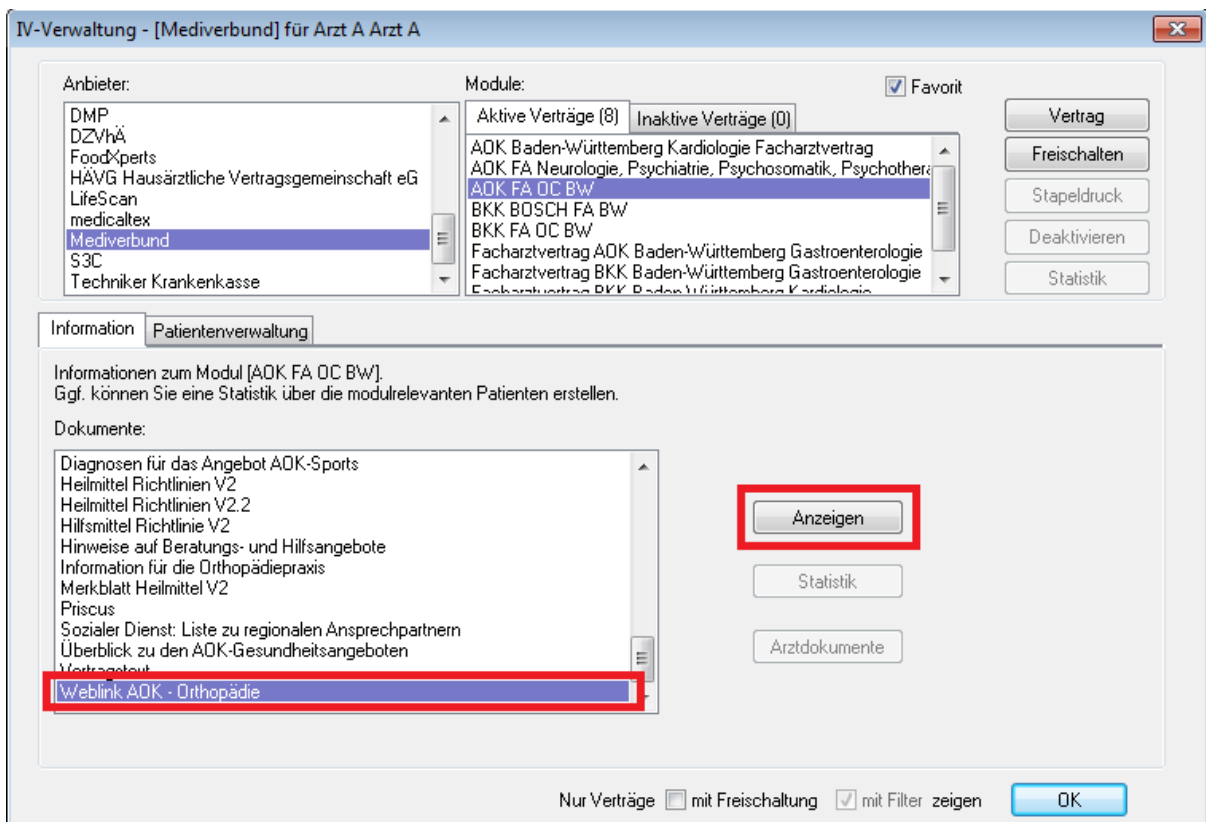 IV-Verwaltung - [Mediverbund] für Arzt A Arzt A
Anbieter:
DMP
DZVhÄ
FoodXperts
HÄVG Hausärztliche Vertragsgemeinschaft eG
LifeScan
medicaltex
Mediverbund
S3C
Techniker Krankenkasse
Module:
Favorit
Aktive Verträge (8)
Inaktive Verträge (0)
AOK Baden-Württemberg Kardiologie Facharztvertrag
AOK FA Neurologie, Psychiatrie, Psychosomatik, Psychothera
AOK FA OC BW
BKK BOSCH FA BW
BKK FA OC BW
Facharztvertrag AOK Baden-Württemberg Gastroenterologie
Facharztvertrag BKK Baden-Württemberg Gastroenterologie
Facharztvertrag BKK Baden-Württemberg Kardiologie
Vertrag
Freischalten
Stapeldruck
Deaktivieren
Statistik
Information
Patientenverwaltung
Informationen zum Modul [AOK FA OC BW].
Ggf. können Sie eine Statistik über die modulrelevanten Patienten erstellen.
Dokumente:
Diagnosen für das Angebot AOK-Sports
Heilmittel Richtlinien V2
Heilmittel Richtlinien V2.2
Hilfsmittel Richtlinie V2
Hinweise auf Beratungs- und Hilfsangebote
Information für die Orthopädiepraxis
Merkblatt Heilmittel V2
Priscus
Sozialer Dienst: Liste zu regionalen Ansprechpartnern
Überblick zu den AOK-Gesundheitsangeboten
Vertragstext
Weblink AOK - Orthopädie
Anzeigen
Statistik
Arztdokumente
Nur Verträge mit Freischaltung mit Filter zeigen
OK